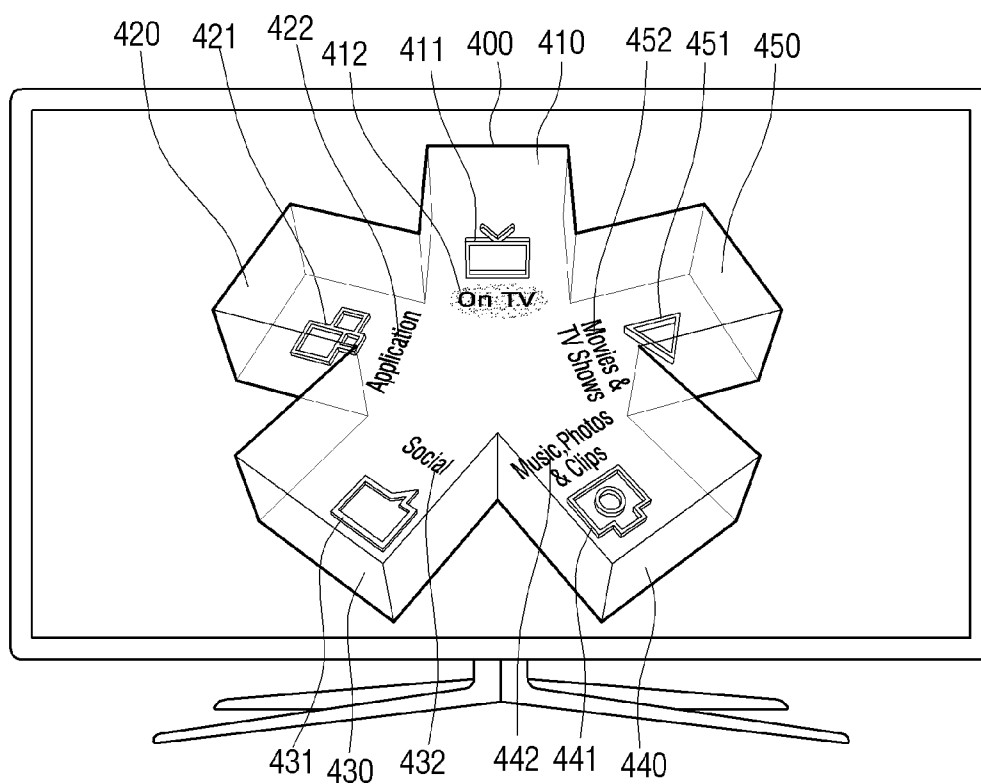 420 421 422 412 411 400 410 452 451 450
On TV
Application
Movies &
TV Shows
Social
Music,Photos
& Clips
431 430 432 442 441 440